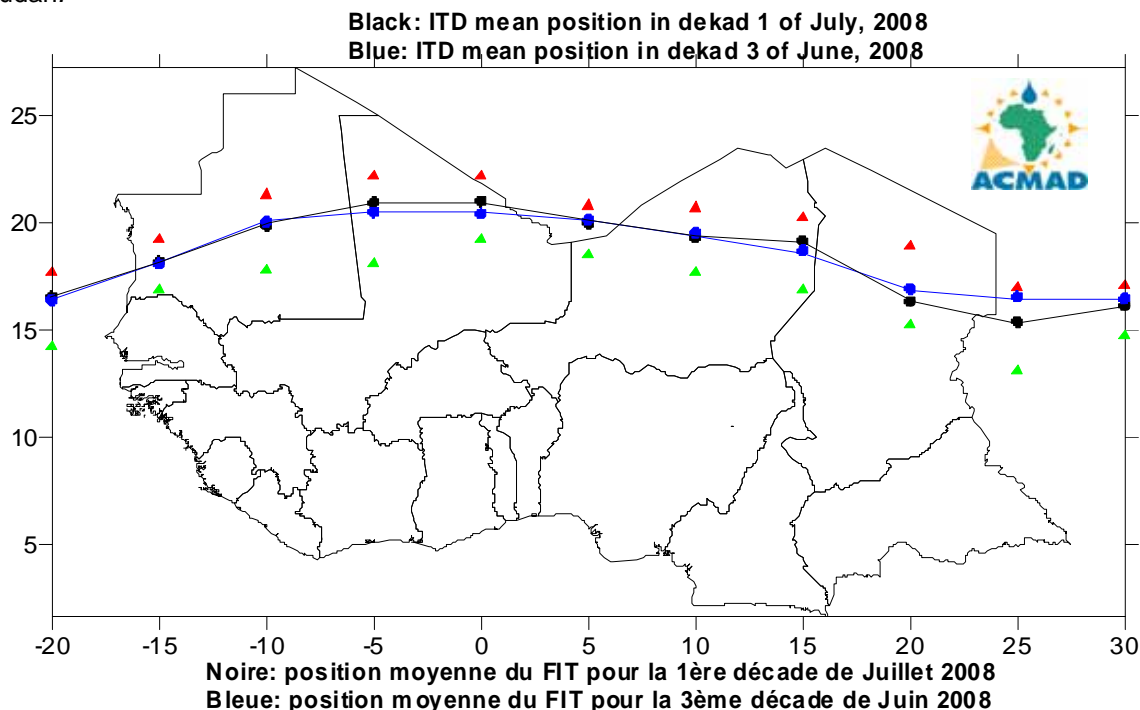 Black: ITD mean position in dekad 1 of July, 2008
Blue: ITD mean position in dekad 3 of June, 2008
ACMAD
25
20
15
10
5
-20 -15 -10 -5 0 5 10 15 20 25 30
Noire: position moyenne du FIT pour la 1ère décade de Juillet 2008
Bleue: position moyenne du FIT pour la 3ème décade de Juin 2008